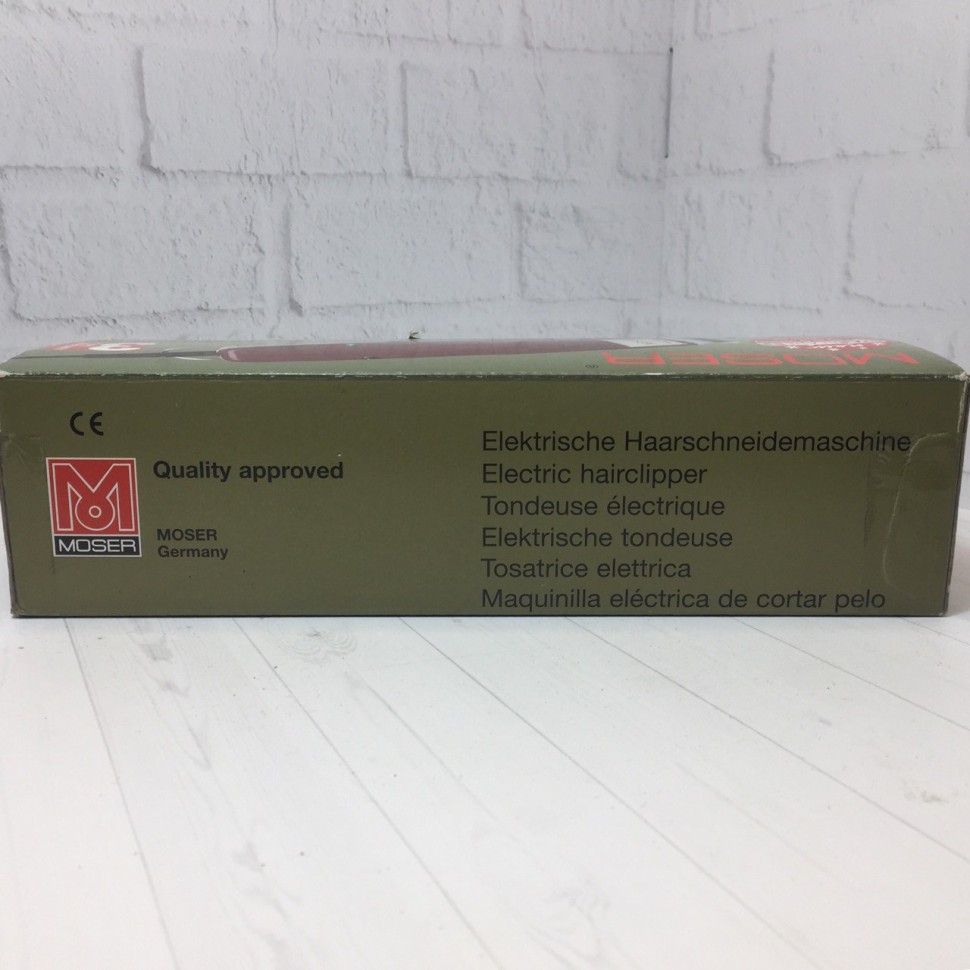 MOSER
CE
Quality approved
MOSER
MOSER
Germany
Elektrische Haarschneidemaschine
Electric hairclipper
Tondeuse électrique
Elektrische tondeuse
Tosatrice elettrica
Maquinilla eléctrica de cortar pelo